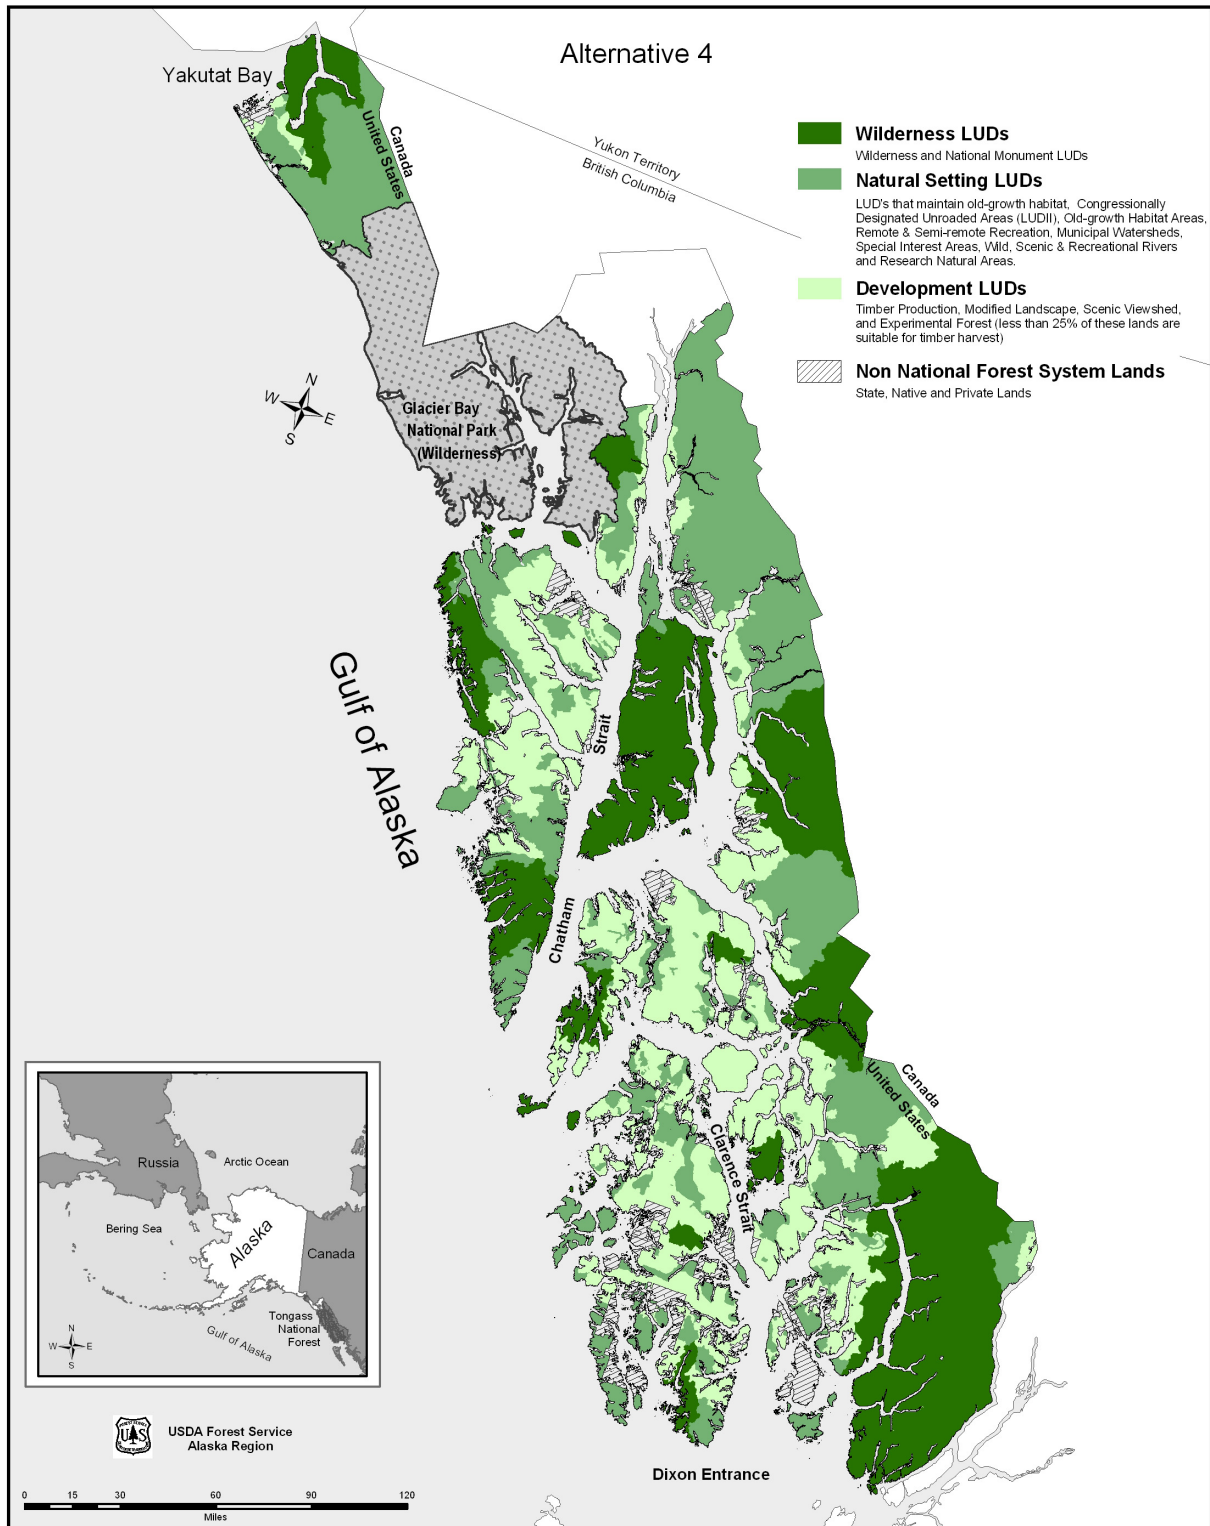 Alternative 4
Yakutat Bay
Canada
United States
Yukon Territory
British Columbia
Wilderness LUDs
Wilderness and National Monument LUDs
Natural Setting LUDs
LUD's that maintain old-growth habitat, Congressionally
Designated Unroaded Areas (LUDII), Old-growth Habitat Areas,
Remote & Semi-remote Recreation, Municipal Watersheds,
Special Interest Areas, Wild, Scenic & Recreational Rivers
and Research Natural Areas.
Development LUDs
Timber Production, Modified Landscape, Scenic Viewshed,
and Experimental Forest (less than 25% of these lands are
suitable for timber harvest)
Non National Forest System Lands
State, Native and Private Lands
N
W
E
S
Glacier Bay
National Park
(Wilderness)
Gulf of Alaska
Strait
Chatham
Canada
United States
Clarence Strait
Russia
Arctic Ocean
Bering Sea
Alaska
Canada
Tongass
National
Forest
Gulf of Alaska
N
W
E
S
UAS
USDA Forest Service
Alaska Region
Dixon Entrance
0 15 30 60 90 120
Miles